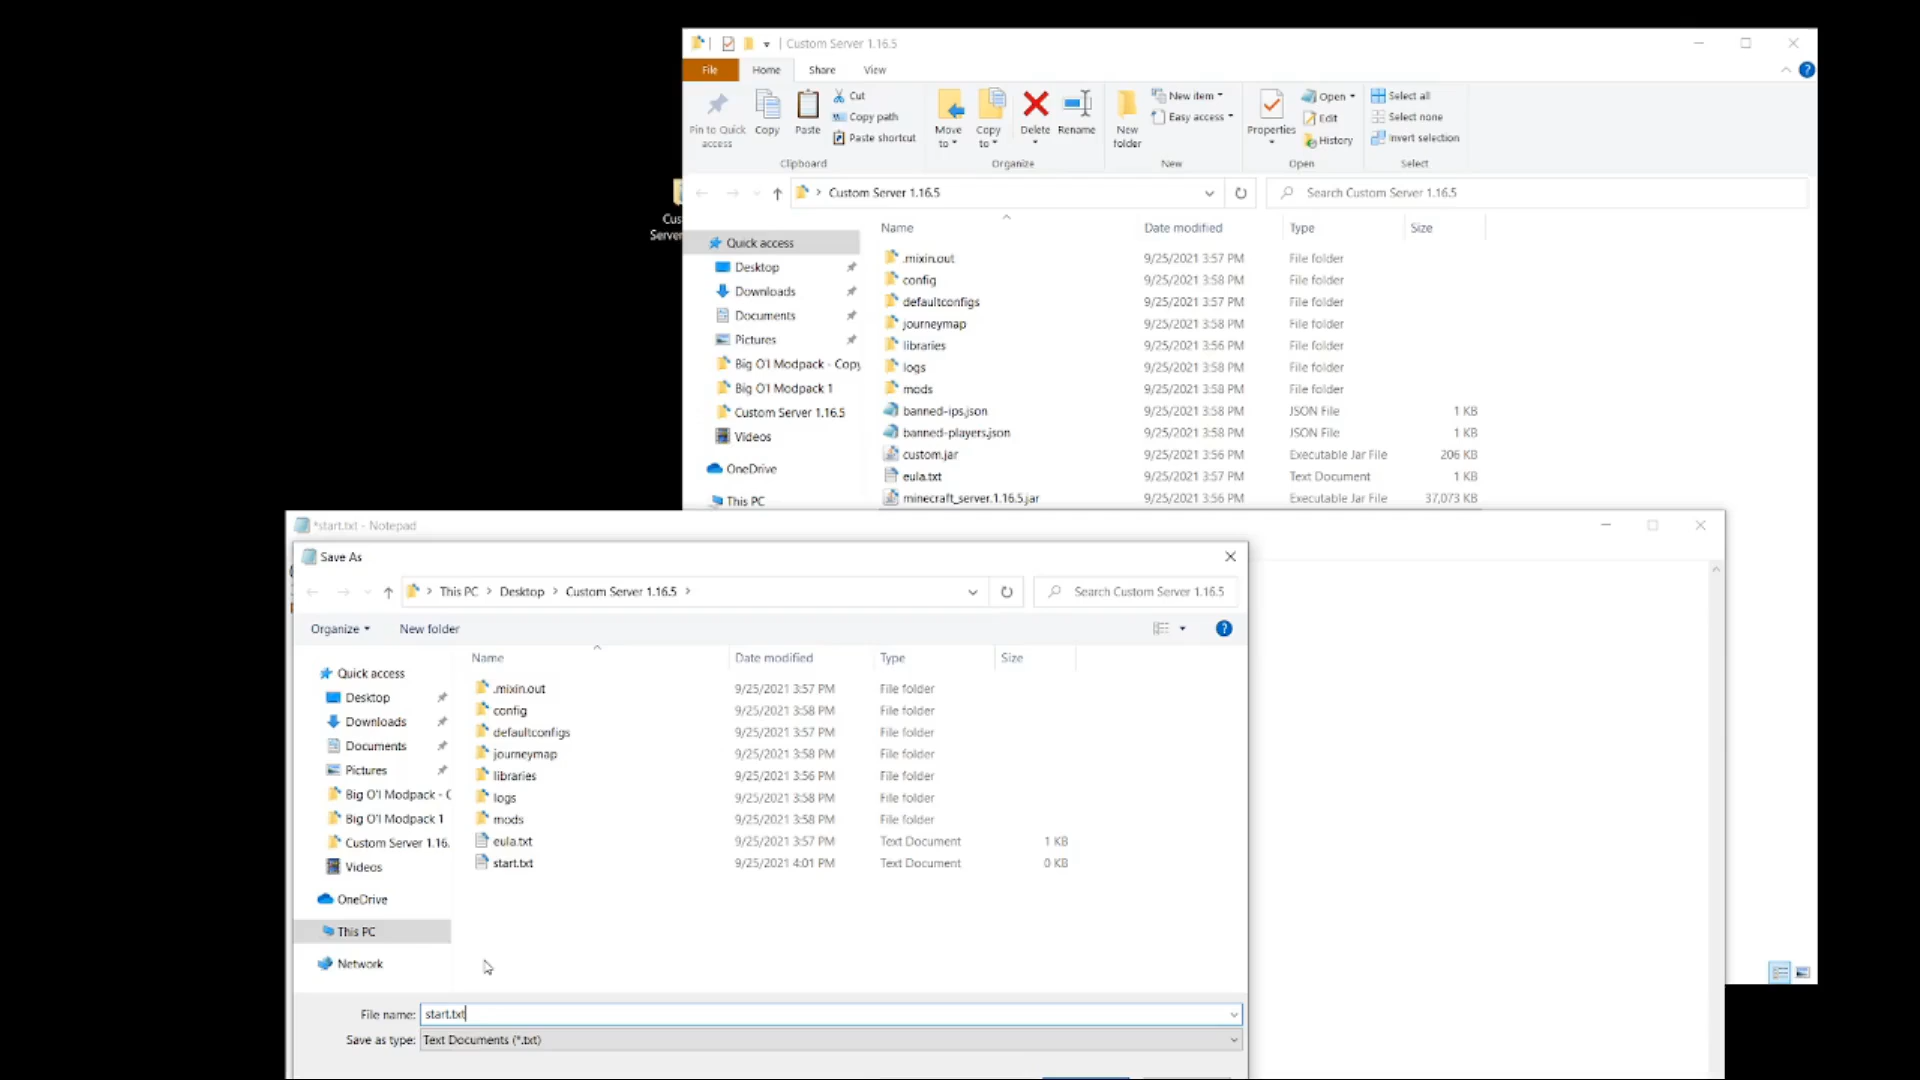 Custom Server 1.16.5
File Home Share View
Pin to Quick access
Copy
Paste
Cut
Copy path
Paste shortcut
Clipboard
Move to
Copy to
Delete
Rename
Organize
New folder
New item
Easy access
New
Properties
Open
Edit
History
Open
Select all
Select none
Invert selection
Select
Custom Server 1.16.5
Search Custom Server 1.16.5
Cus
Server
Name Date modified Type Size
Quick access
Desktop
Downloads
Documents
Pictures
Big O'l Modpack - Copy
Big O'l Modpack 1
Custom Server 1.16.5
Videos
OneDrive
This PC
.mixin.out 9/25/2021 3:57 PM File folder
config 9/25/2021 3:58 PM File folder
defaultconfigs 9/25/2021 3:57 PM File folder
journeymap 9/25/2021 3:58 PM File folder
libraries 9/25/2021 3:56 PM File folder
logs 9/25/2021 3:58 PM File folder
mods 9/25/2021 3:58 PM File folder
banned-ips.json 9/25/2021 3:58 PM JSON File 1 KB
banned-players.json 9/25/2021 3:58 PM JSON File 1 KB
custom.jar 9/25/2021 3:56 PM Executable Jar File 206 KB
eula.txt 9/25/2021 3:57 PM Text Document 1 KB
minecraft_server.1.16.5.jar 9/25/2021 3:56 PM Executable Jar File 37,073 KB
*start.txt - Notepad
Save As
This PC Desktop Custom Server 1.16.5
Search Custom Server 1.16.5
Organize New folder
Name Date modified Type Size
Quick access
Desktop
Downloads
Documents
Pictures
Big O'l Modpack - C
Big O'l Modpack 1
Custom Server 1.16.
Videos
OneDrive
This PC
Network
.mixin.out 9/25/2021 3:57 PM File folder
config 9/25/2021 3:58 PM File folder
defaultconfigs 9/25/2021 3:57 PM File folder
journeymap 9/25/2021 3:58 PM File folder
libraries 9/25/2021 3:56 PM File folder
logs 9/25/2021 3:58 PM File folder
mods 9/25/2021 3:58 PM File folder
eula.txt 9/25/2021 3:57 PM Text Document 1 KB
start.txt 9/25/2021 4:01 PM Text Document 0 KB
File name: start.txt
Save as type: Text Documents (*.txt)